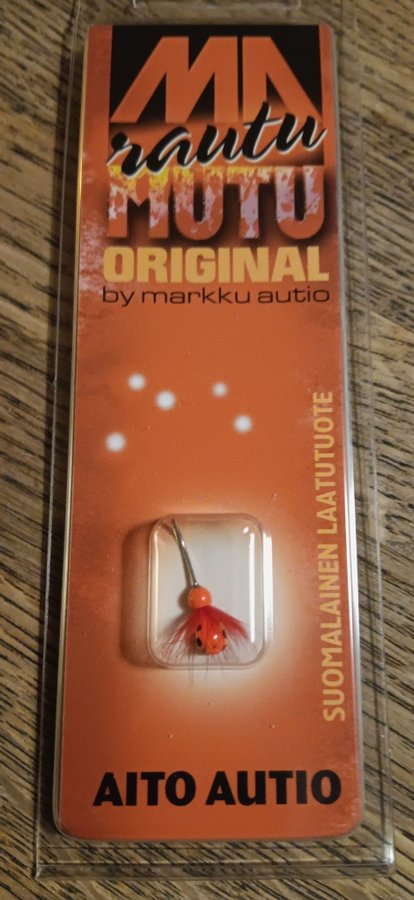 MA
rautu
MUTU
ORIGINAL
by markku autio
SUOMALAINEN LAATUTUOTE
AITO AUTIO